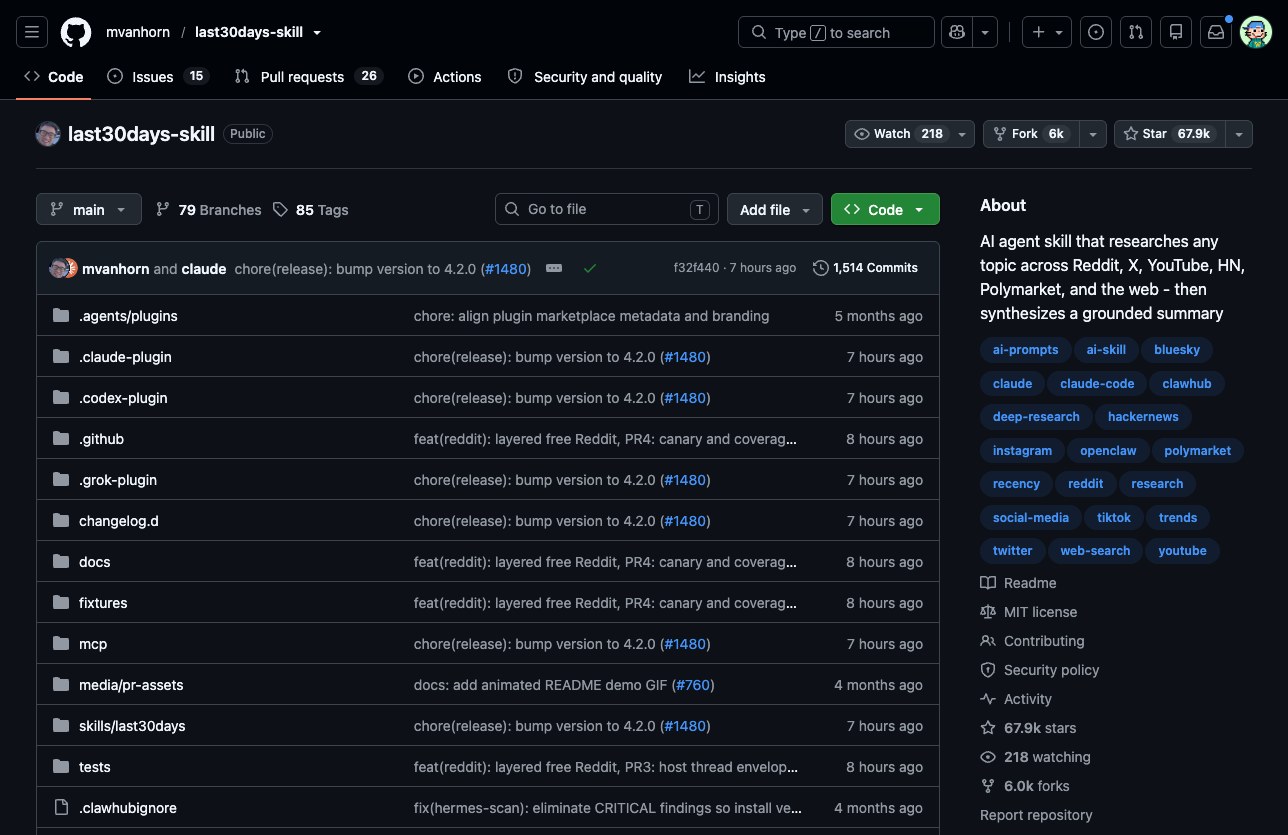 mvanhorn / last30days-skill
Type / to search
Code
Issues 15
Pull requests 26
Actions
Security and quality
Insights
last30days-skill Public
Watch 218
Fork 6k
Star 67.9k
main
79 Branches
85 Tags
Go to file T
Add file
Code
mvanhorn and claude chore(release): bump version to 4.2.0 (#1480) f32f440 · 7 hours ago 1,514 Commits
.agents/plugins chore: align plugin marketplace metadata and branding 5 months ago
.claude-plugin chore(release): bump version to 4.2.0 (#1480) 7 hours ago
.codex-plugin chore(release): bump version to 4.2.0 (#1480) 7 hours ago
.github feat(reddit): layered free Reddit, PR4: canary and coverag... 8 hours ago
.grok-plugin chore(release): bump version to 4.2.0 (#1480) 7 hours ago
changelog.d chore(release): bump version to 4.2.0 (#1480) 7 hours ago
docs feat(reddit): layered free Reddit, PR4: canary and coverag... 8 hours ago
fixtures feat(reddit): layered free Reddit, PR4: canary and coverag... 8 hours ago
mcp chore(release): bump version to 4.2.0 (#1480) 7 hours ago
media/pr-assets docs: add animated README demo GIF (#760) 4 months ago
skills/last30days chore(release): bump version to 4.2.0 (#1480) 7 hours ago
tests feat(reddit): layered free Reddit, PR3: host thread envelop... 8 hours ago
.clawhubignore fix(hermes-scan): eliminate CRITICAL findings so install ve... 4 months ago
About
AI agent skill that researches any
topic across Reddit, X, YouTube, HN,
Polymarket, and the web - then
synthesizes a grounded summary
ai-prompts ai-skill bluesky
claude claude-code clawhub
deep-research hackernews
instagram openclaw polymarket
recency reddit research
social-media tiktok trends
twitter web-search youtube
Readme
MIT license
Contributing
Security policy
Activity
67.9k stars
218 watching
6.0k forks
Report repository